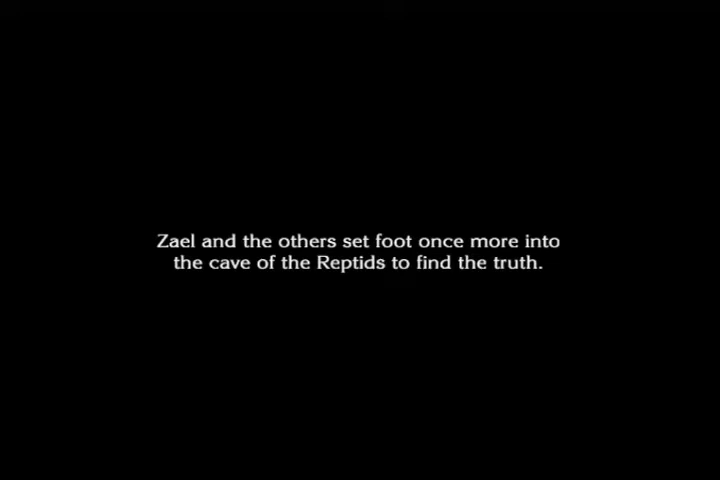 Zael and the others set foot once more into
the cave of the Reptids to find the truth.